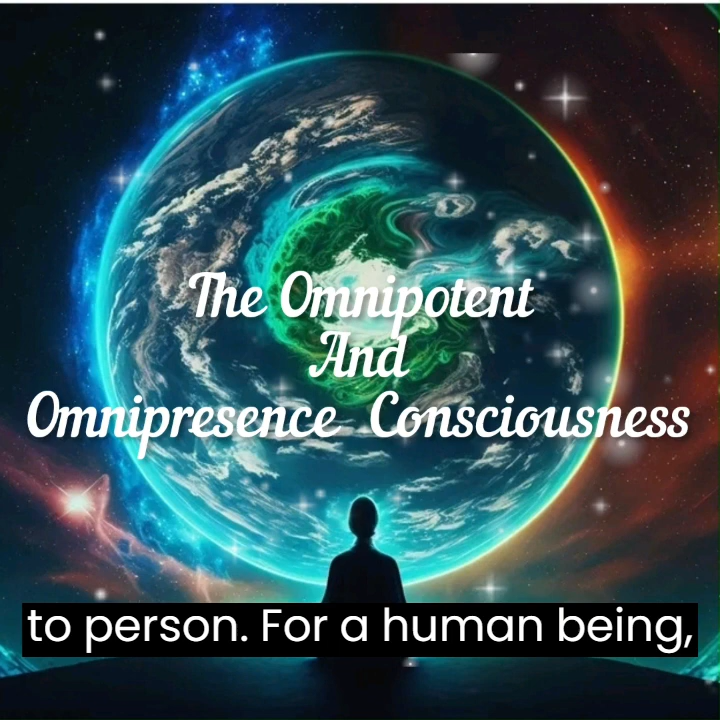 The Omnipotent
And
Omnipresence Consciousness
to person. For a human being,